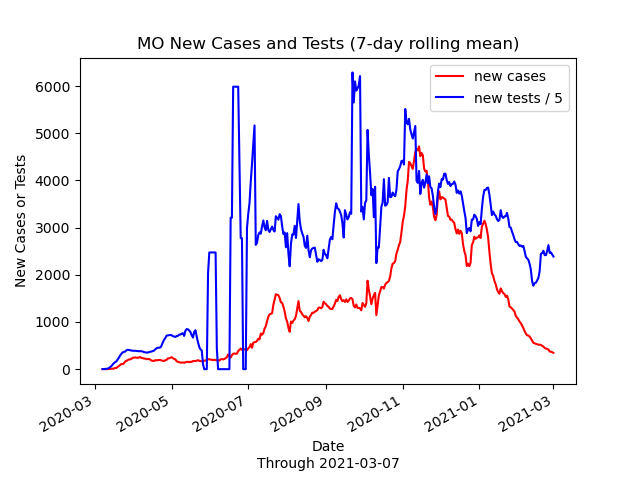 MO New Cases and Tests (7-day rolling mean)
new cases
new tests / 5
New Cases or Tests
6000
5000
4000
3000
2000
1000
0
2020-03
2020-05
2020-07
2020-09
2020-11
2021-01
2021-03
Date
Through 2021-03-07